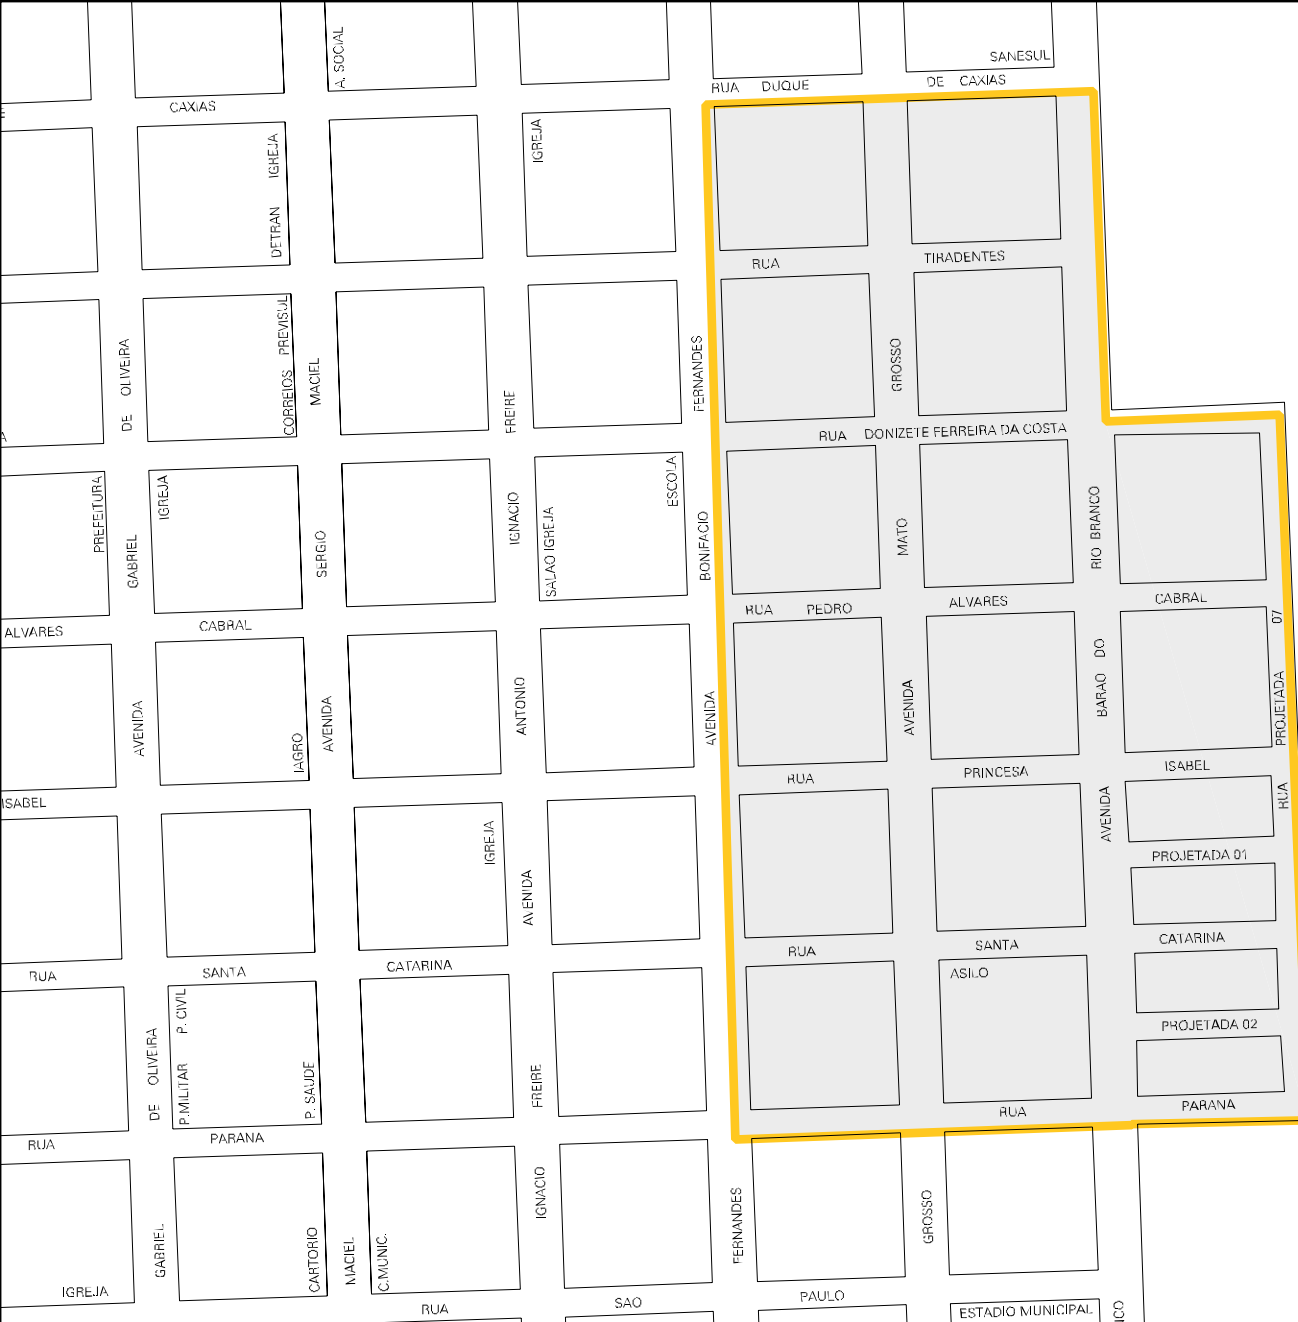 SANESUL
A. SOCIAL
RUA DUQUE DE CAXIAS
CAXIAS
IGREJA
DETRAN
IGREJA
RUA TIRADENTES
PREVISUL
CORREIOS
DE OLIVEIRA
MACIEL
FREIRE
FERNANDES
GROSSO
RUA DONIZETE FERREIRA DA COSTA
PREFEITURA
IGREJA
ESCOLA
SALAO IGREJA
GABRIEL
SERGIO
IGNACIO
BONIFACIO
MATO
RIO BRANCO
ALVARES
CABRAL
RUA PEDRO ALVARES CABRAL
07
BARAO DO
PROJETADA
AVENIDA
AVENIDA
ANTONIO
AVENIDA
AVENIDA
IAGRO
ISABEL
RUA PRINCESA ISABEL
RUA
AVENIDA
IGREJA
AVENIDA
PROJETADA 01
RUA SANTA CATARINA
RUA SANTA CATARINA
ASILO
P. CIVIL
P.MILITAR
P. SAUDE
DE OLIVEIRA
FREIRE
PROJETADA 02
RUA PARANA
RUA PARANA
IGNACIO
FERNANDES
GROSSO
GABRIEL
CARTORIO
MACIEL
C.MUNIC.
IGREJA
RUA SAO PAULO
ESTADIO MUNICIPAL